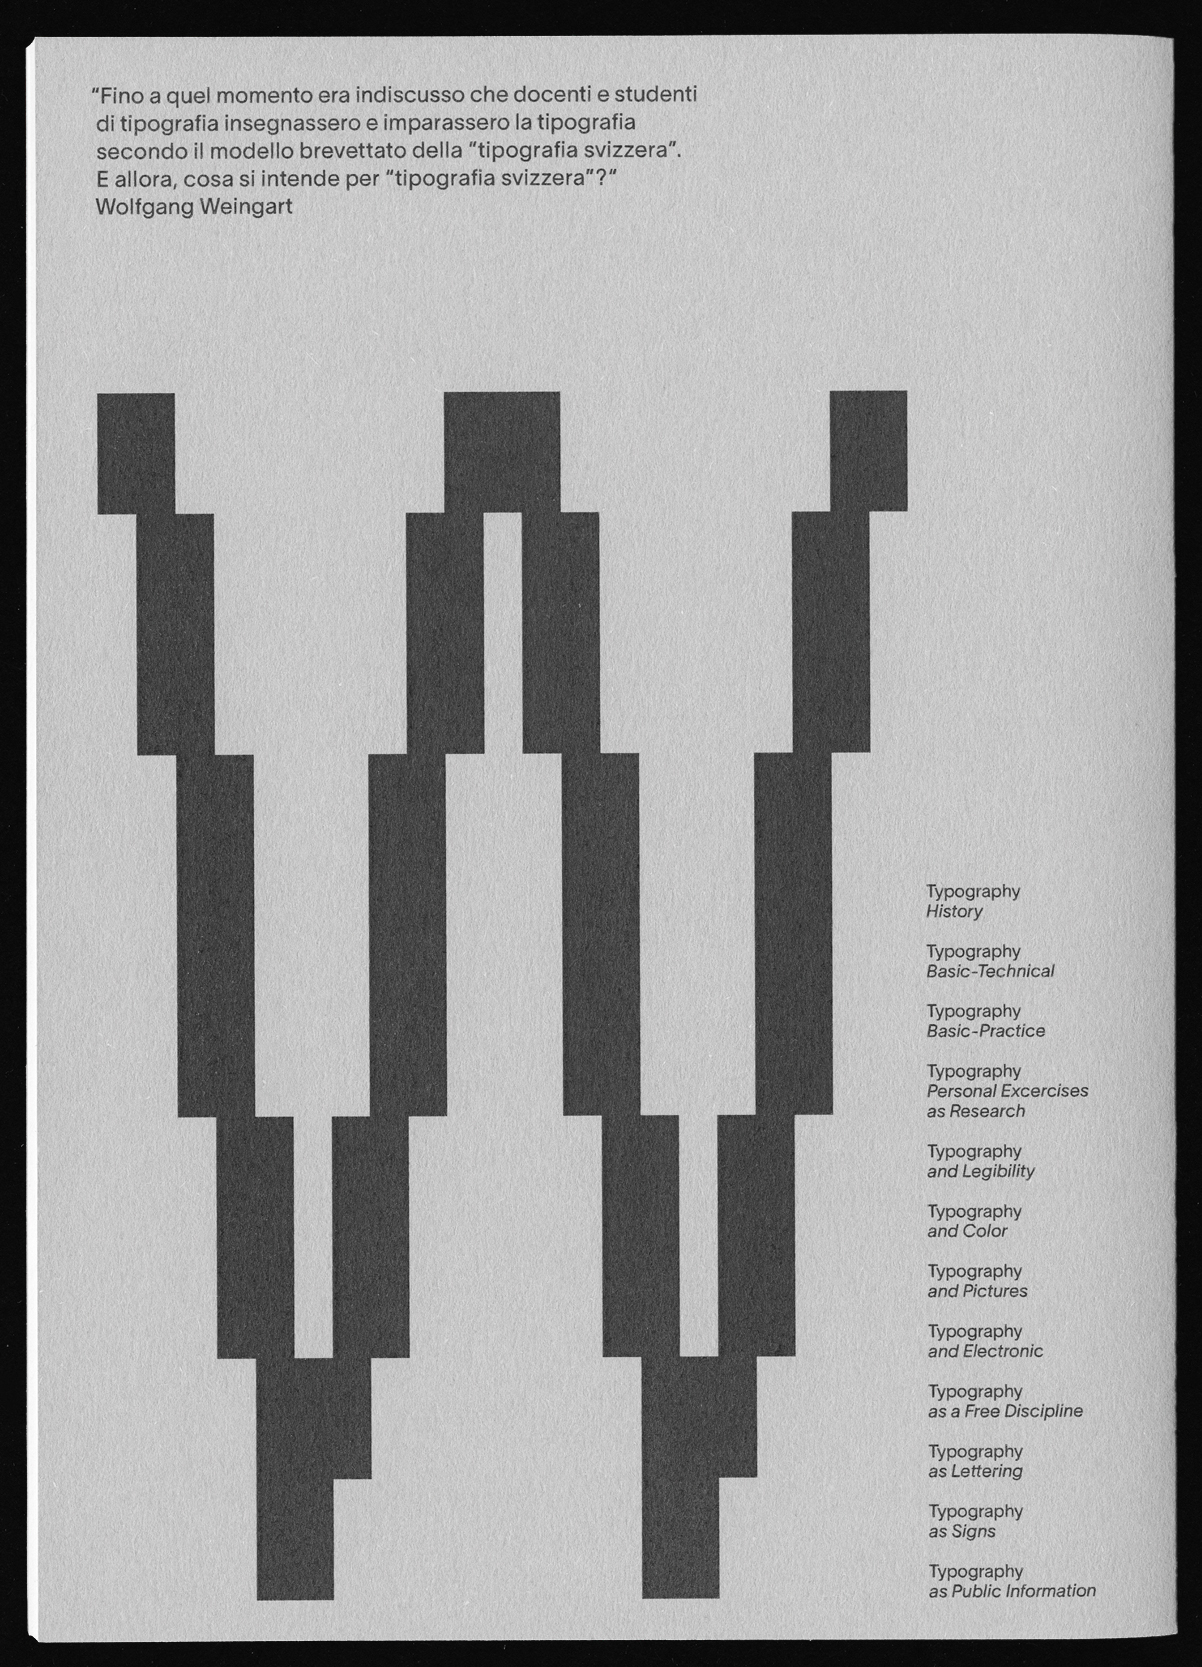 “Fino a quel momento era indiscusso che docenti e studenti
di tipografia insegnassero e imparassero la tipografia
secondo il modello brevettato della “tipografia svizzera”.
E allora, cosa si intende per “tipografia svizzera”?“
Wolfgang Weingart
W
Typography
History
Typography
Basic-Technical
Typography
Basic-Practice
Typography
Personal Excercises
as Research
Typography
and Legibility
Typography
and Color
Typography
and Pictures
Typography
and Electronic
Typography
as a Free Discipline
Typography
as Lettering
Typography
as Signs
Typography
as Public Information